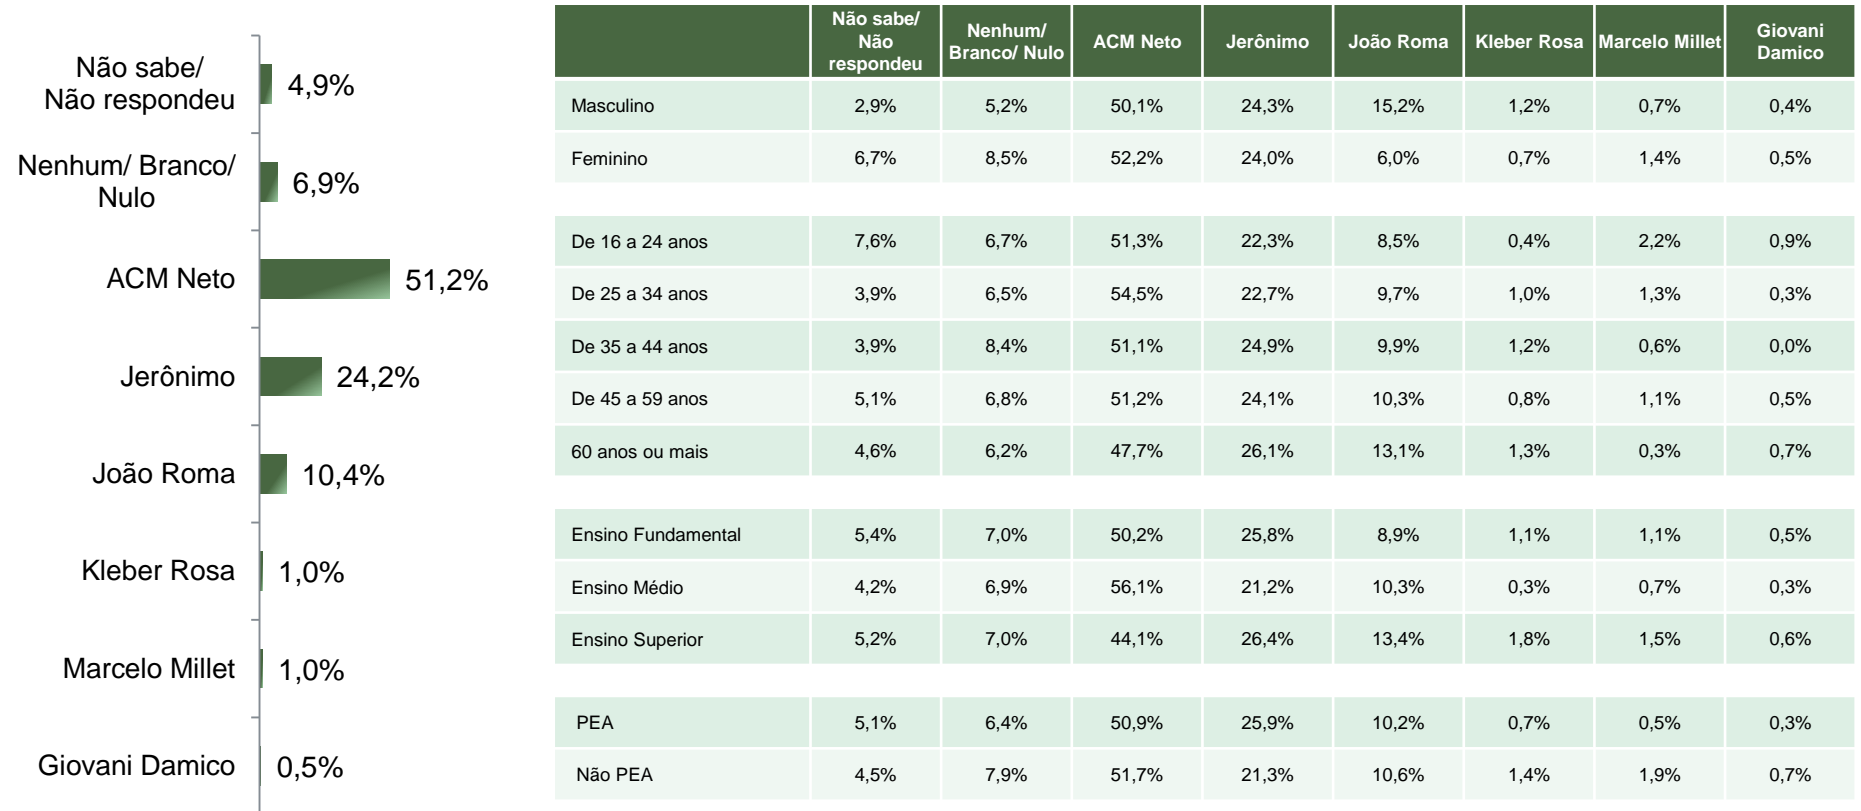 Não sabe/
Não respondeu
4,9%
Nenhum/ Branco/
Nulo
6,9%
ACM Neto
51,2%
Jerônimo
24,2%
João Roma
10,4%
Kleber Rosa
1,0%
Marcelo Millet
1,0%
Giovani Damico
0,5%
Não sabe/ Não respondeu Nenhum/ Branco/ Nulo ACM Neto Jerônimo João Roma Kleber Rosa Marcelo Millet Giovani Damico
Masculino 2,9% 5,2% 50,1% 24,3% 15,2% 1,2% 0,7% 0,4%
Feminino 6,7% 8,5% 52,2% 24,0% 6,0% 0,7% 1,4% 0,5%
De 16 a 24 anos 7,6% 6,7% 51,3% 22,3% 8,5% 0,4% 2,2% 0,9%
De 25 a 34 anos 3,9% 6,5% 54,5% 22,7% 9,7% 1,0% 1,3% 0,3%
De 35 a 44 anos 3,9% 8,4% 51,1% 24,9% 9,9% 1,2% 0,6% 0,0%
De 45 a 59 anos 5,1% 6,8% 51,2% 24,1% 10,3% 0,8% 1,1% 0,5%
60 anos ou mais 4,6% 6,2% 47,7% 26,1% 13,1% 1,3% 0,3% 0,7%
Ensino Fundamental 5,4% 7,0% 50,2% 25,8% 8,9% 1,1% 1,1% 0,5%
Ensino Médio 4,2% 6,9% 56,1% 21,2% 10,3% 0,3% 0,7% 0,3%
Ensino Superior 5,2% 7,0% 44,1% 26,4% 13,4% 1,8% 1,5% 0,6%
PEA 5,1% 6,4% 50,9% 25,9% 10,2% 0,7% 0,5% 0,3%
Não PEA 4,5% 7,9% 51,7% 21,3% 10,6% 1,4% 1,9% 0,7%